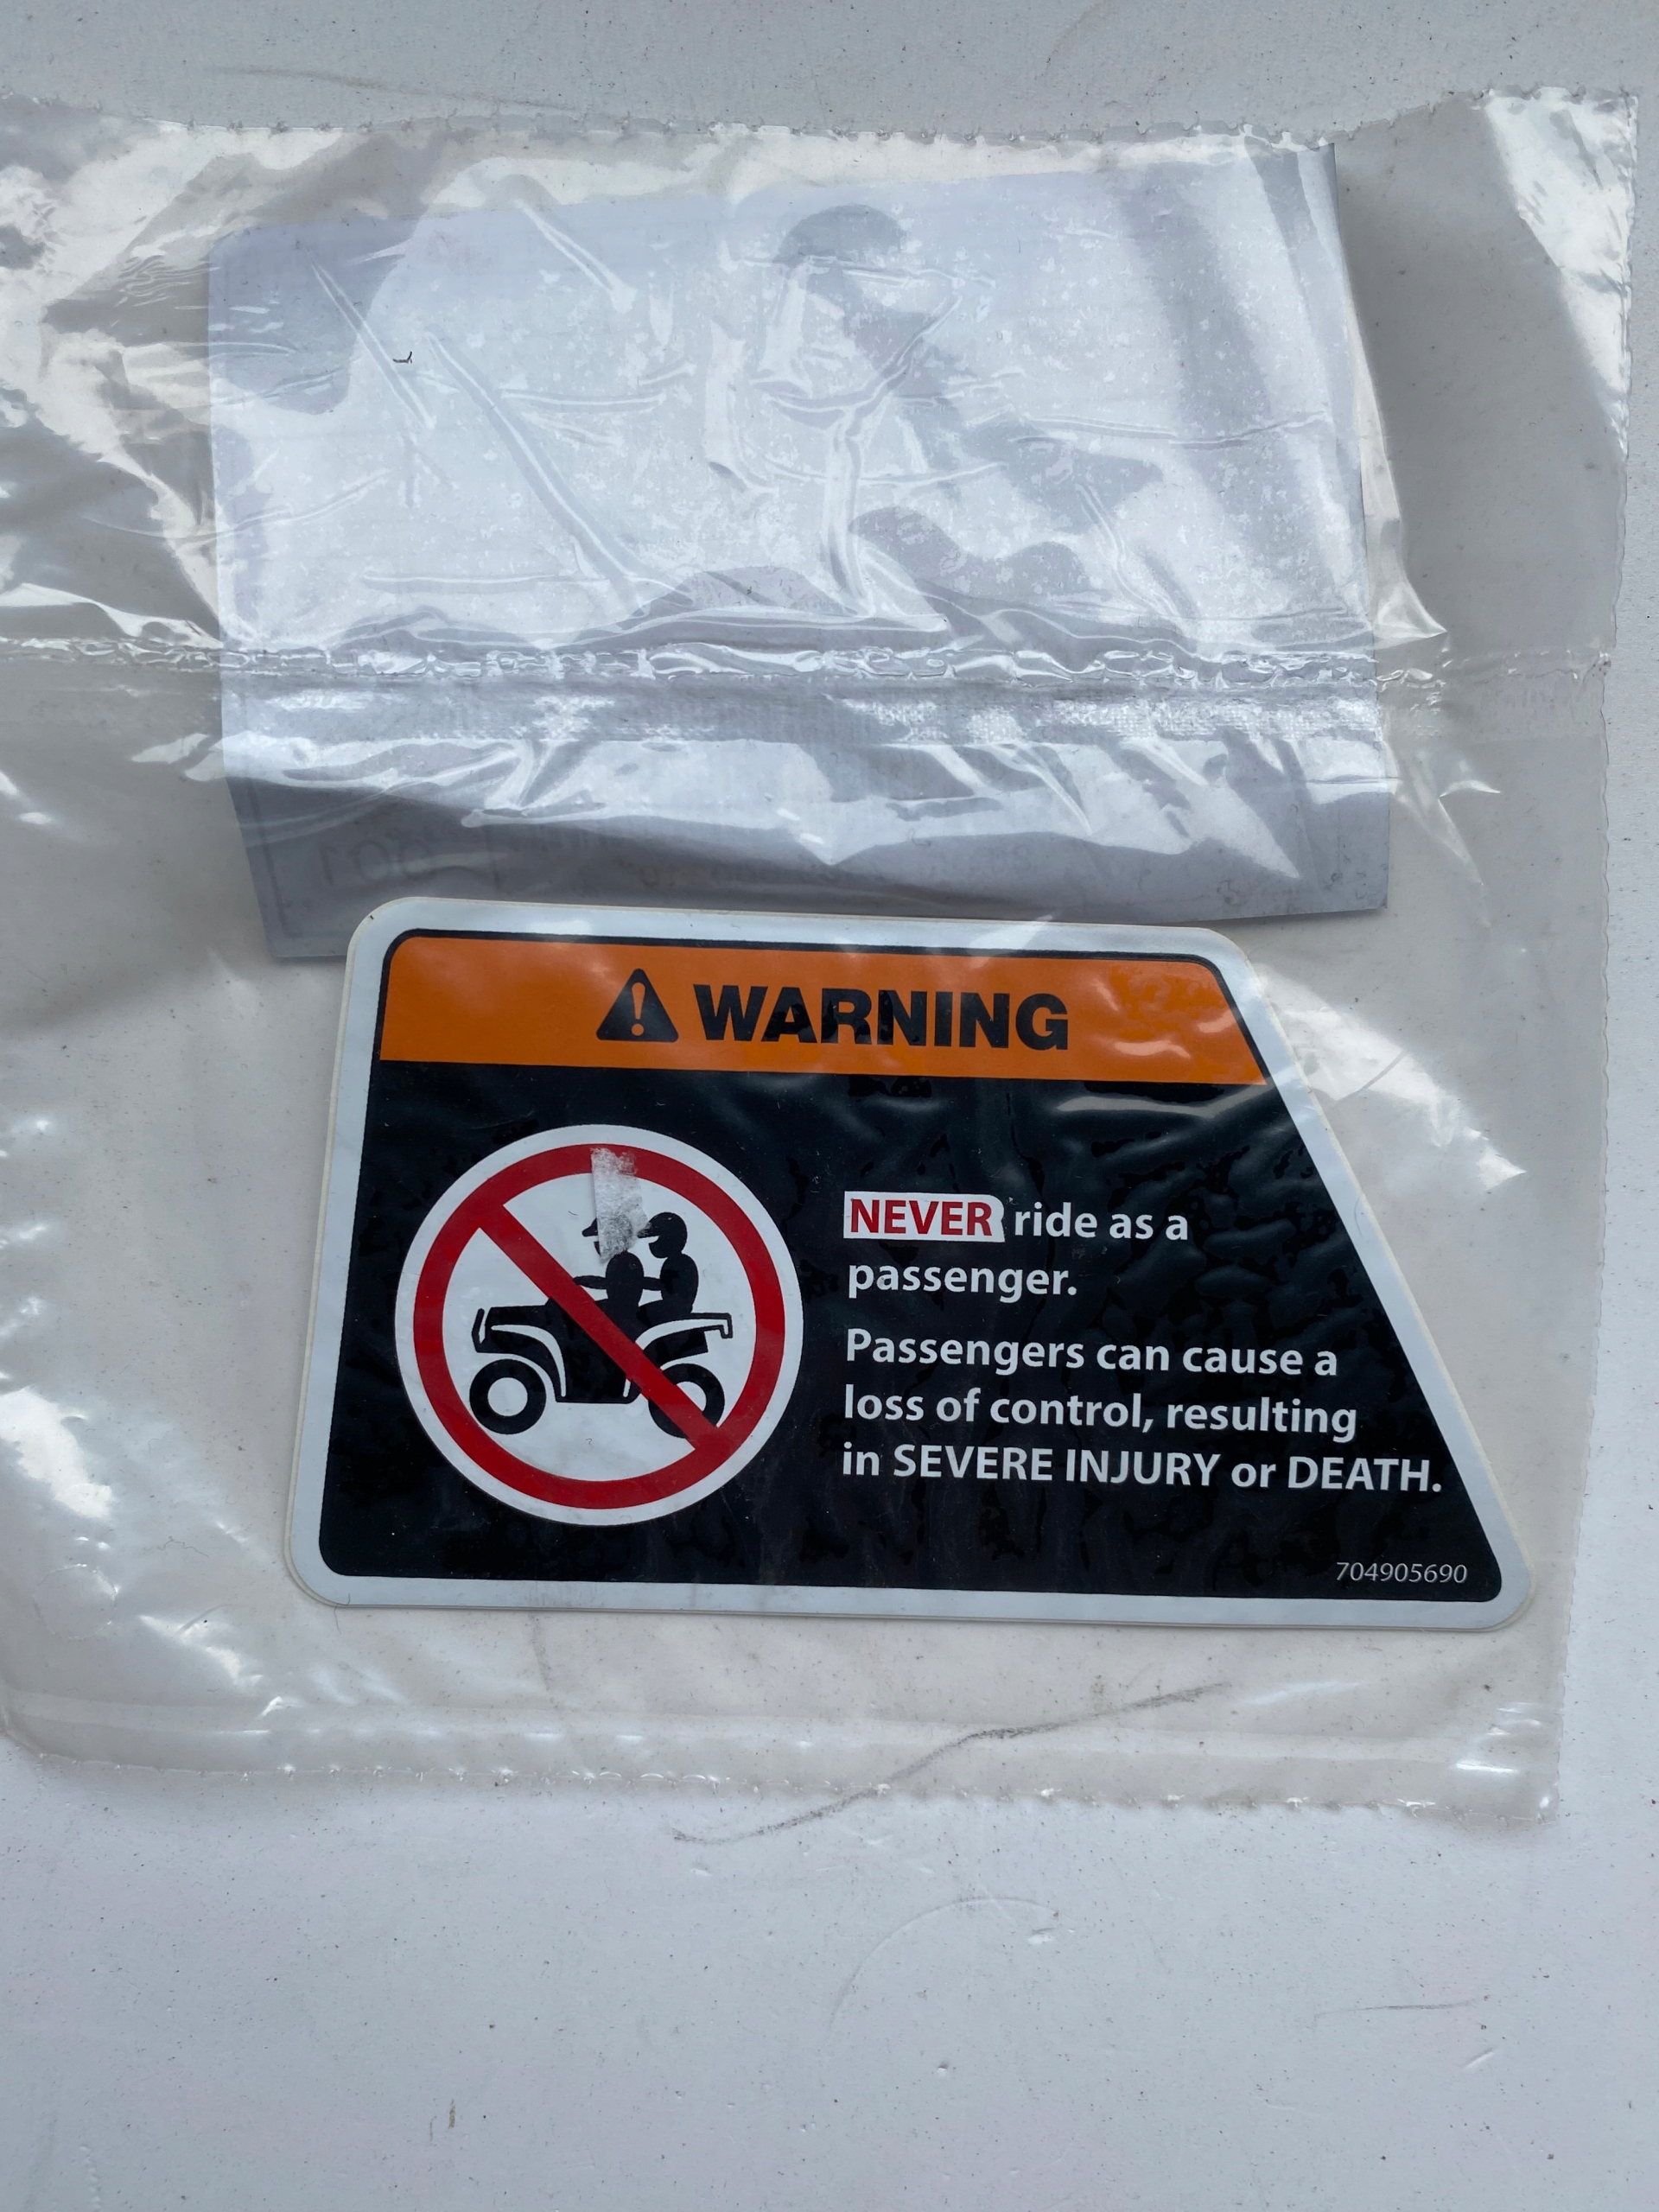 WARNING
NEVER ride as a
passenger.
Passengers can cause a
loss of control, resulting
in SEVERE INJURY or DEATH.
704905690